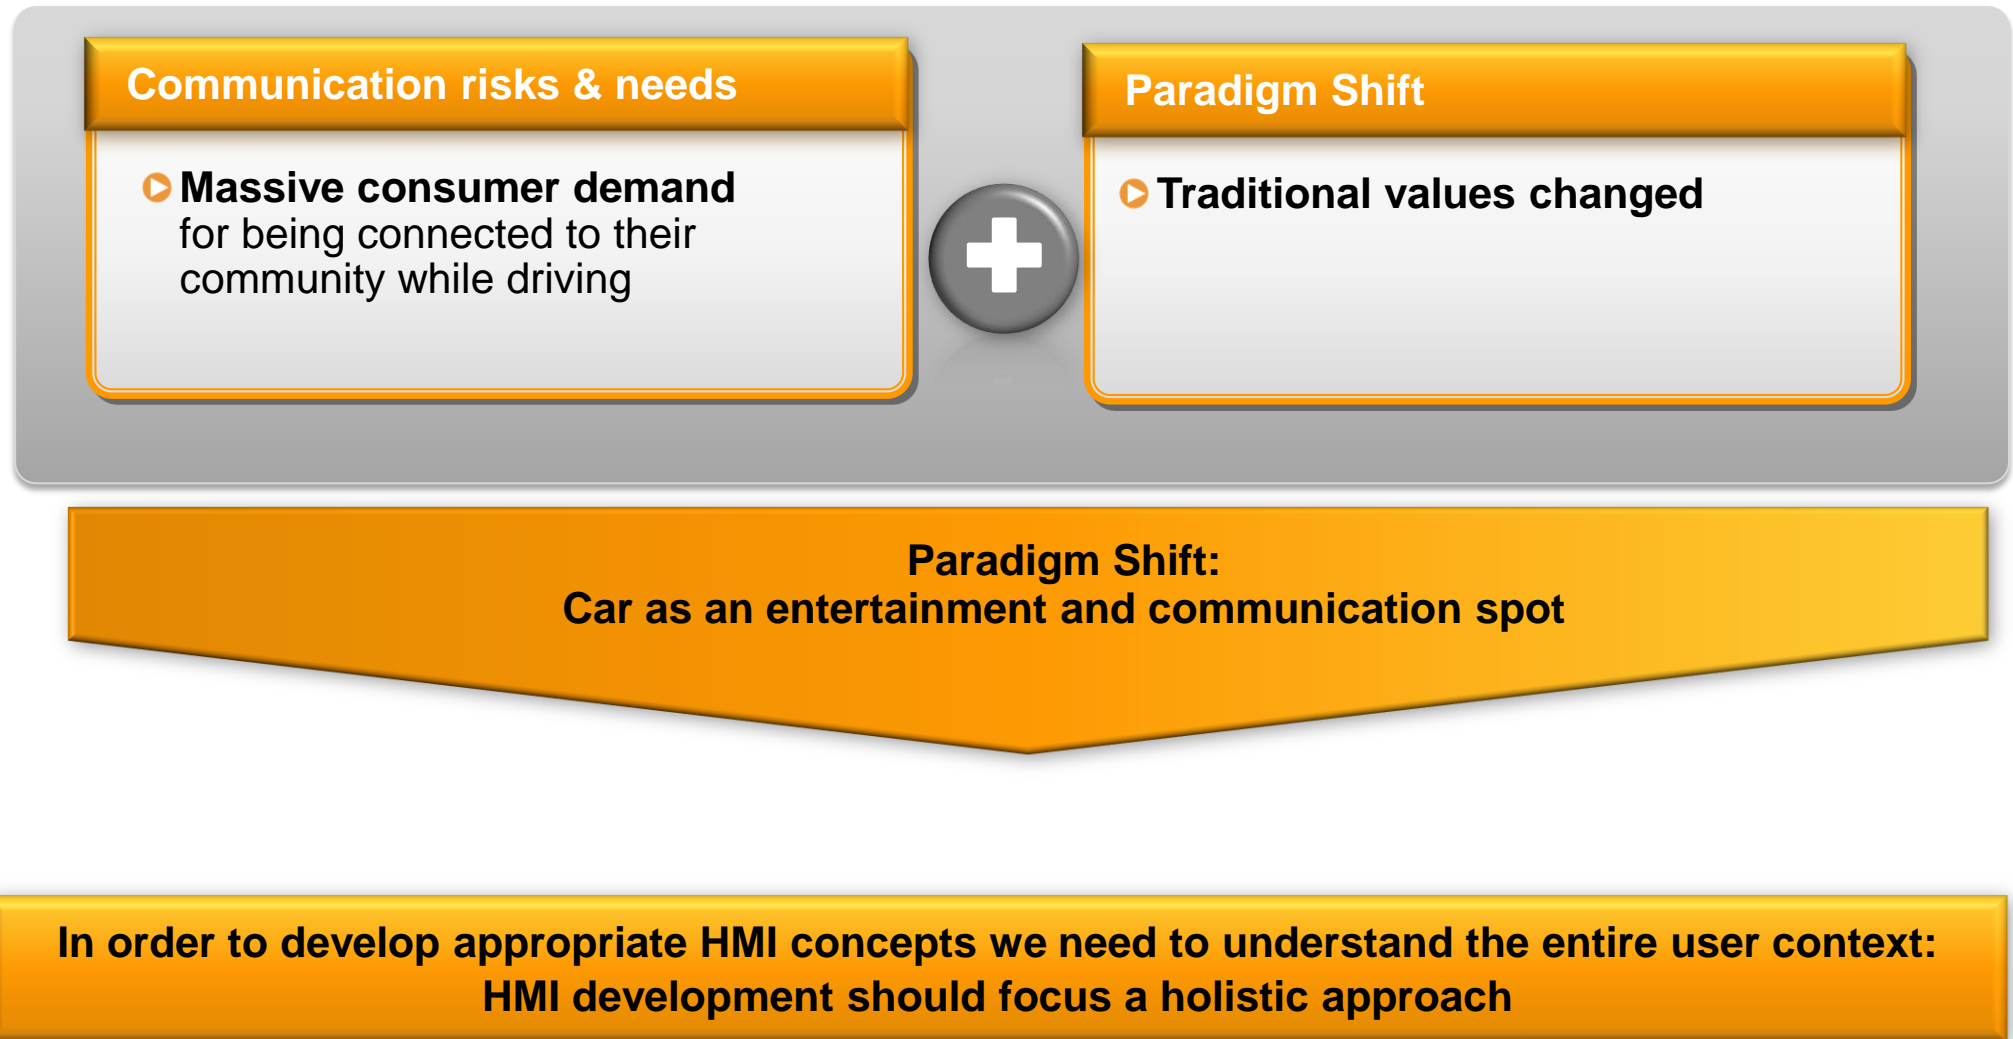 Communication risks & needs
Massive consumer demand
for being connected to their
community while driving
Paradigm Shift
Traditional values changed
Paradigm Shift:
Car as an entertainment and communication spot
In order to develop appropriate HMI concepts we need to understand the entire user context:
HMI development should focus a holistic approach